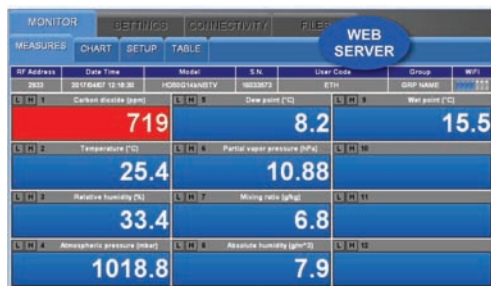 MONITOR SETTINGS CONNECTIVITY FILES
WEB SERVER
MEASURES CHART SETUP TABLE
RF Address Date Time Model S.N. User Code Group WIFI
2933 2017/04/07 12:18:30 ETH GRP NAME
L H 1 Carbon dioxide (ppm) L H 5 Dew point (°C) L H 9 Wet point (°C)
719 8.2 15.5
L H 2 Temperature (°C) L H 6 Partial vapor pressure (hPa) L H 10
25.4 10.88
L H 3 Relative humidity (%) L H 7 Mixing ratio (g/kg) L H 11
33.4 6.8
L H 4 Atmospheric pressure (mbar) L H 8 Absolute humidity (g/m^3) L H 12
1018.8 7.9